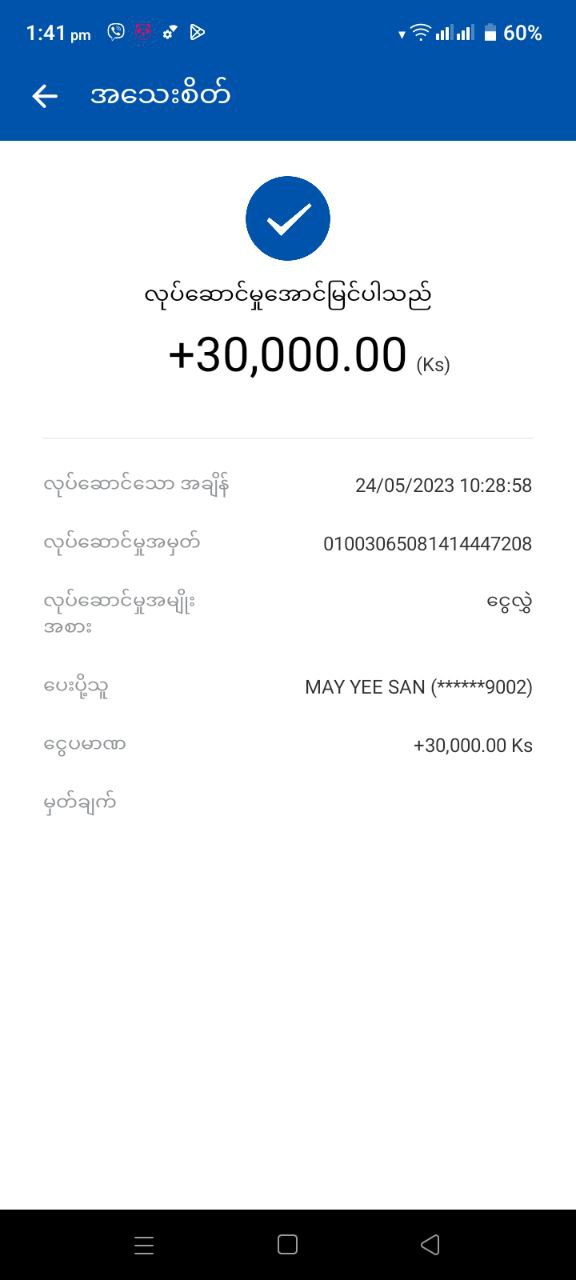 1:41 pm
60%
အသေးစိတ်
လုပ်ဆောင်မှုအောင်မြင်ပါသည်
+30,000.00 (Ks)
လုပ်ဆောင်သော အချိန် 24/05/2023 10:28:58
လုပ်ဆောင်မှုအမှတ် 01003065081414447208
လုပ်ဆောင်မှုအမျိုး ငွေလွှဲ
အစား
ပေးပို့သူ MAY YEE SAN (******9002)
ငွေပမာဏ +30,000.00 Ks
မှတ်ချက်